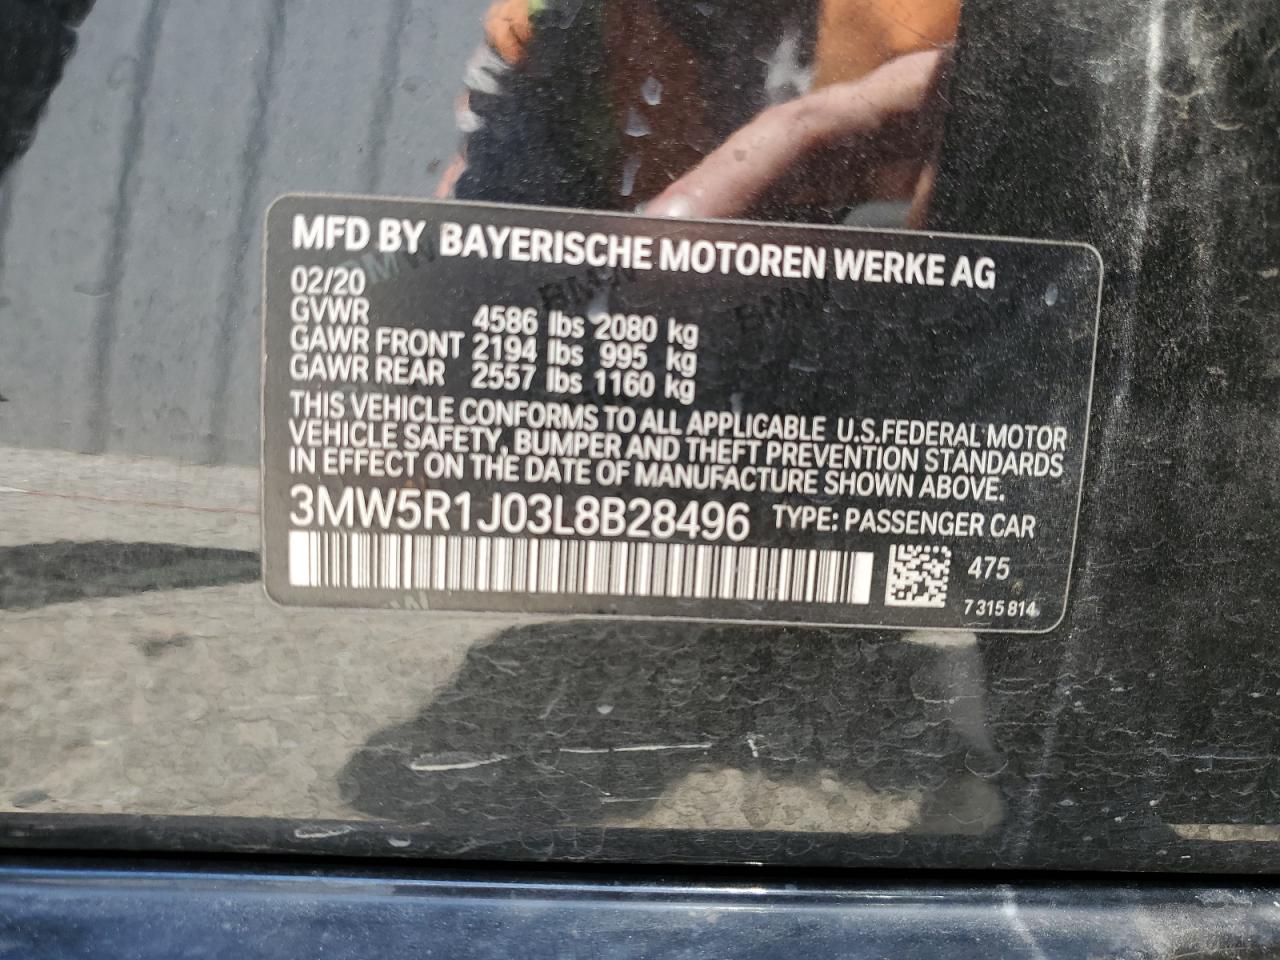 MFD BY BAYERISCHE MOTOREN WERKE AG
02/20
GVWR 4586 lbs 2080 kg
GAWR FRONT 2194 lbs 995 kg
GAWR REAR 2557 lbs 1160 kg
THIS VEHICLE CONFORMS TO ALL APPLICABLE U.S.FEDERAL MOTOR
VEHICLE SAFETY, BUMPER AND THEFT PREVENTION STANDARDS
IN EFFECT ON THE DATE OF MANUFACTURE SHOWN ABOVE.
3MW5R1J03L8B28496 TYPE: PASSENGER CAR
475
7 315 814